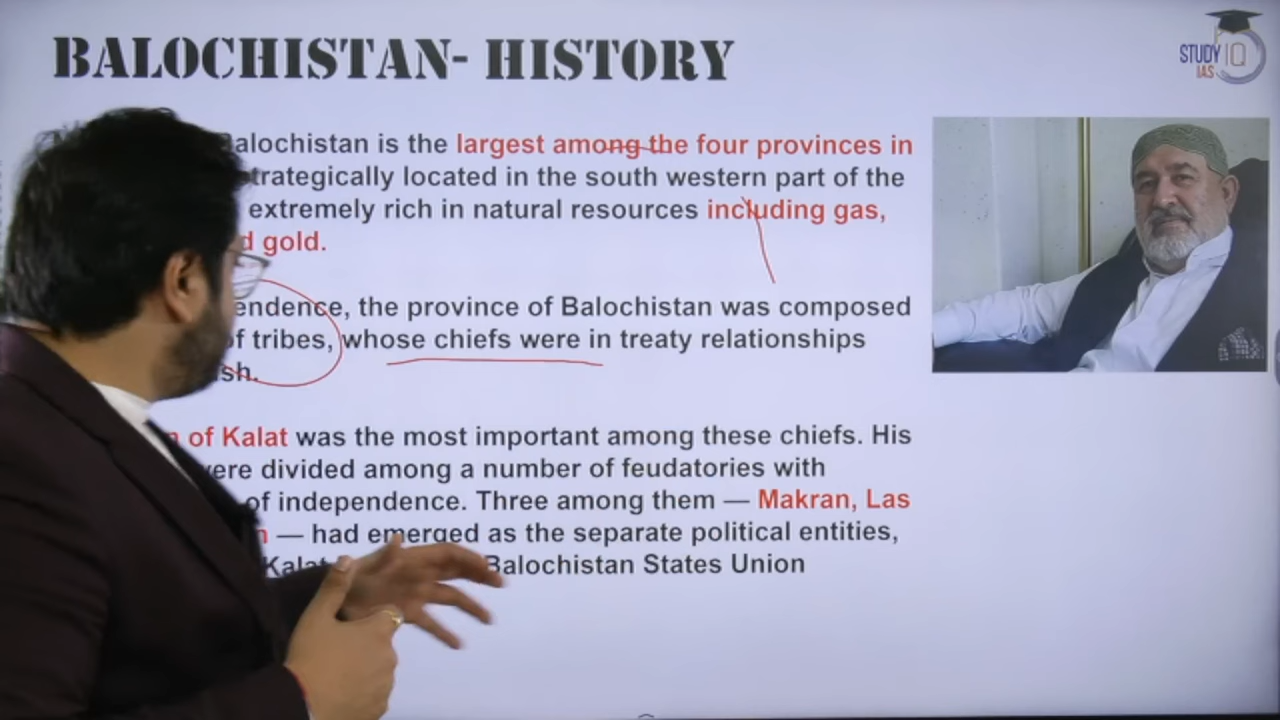 BALOCHISTAN- HISTORY
STUDY IQ
IAS
alochistan is the largest among the four provinces in
trategically located in the south western part of the
extremely rich in natural resources including gas,
d gold.
endence, the province of Balochistan was composed
of tribes, whose chiefs were in treaty relationships
sh.
n of Kalat was the most important among these chiefs. His
ere divided among a number of feudatories with
of independence. Three among them — Makran, Las
n — had emerged as the separate political entities,
Kalat Balochistan States Union